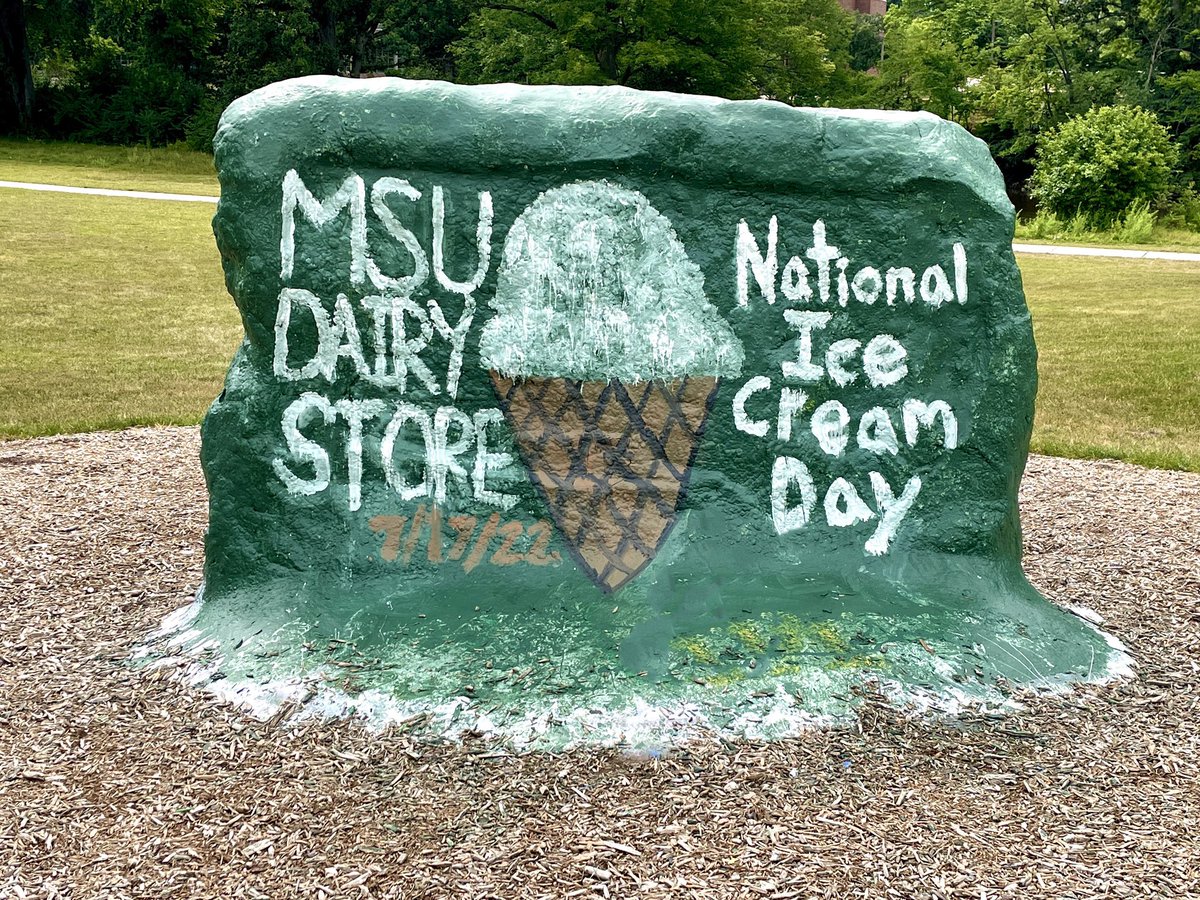 MSU
DAIRY
STORE
7/17/22
National
Ice
Cream
Day